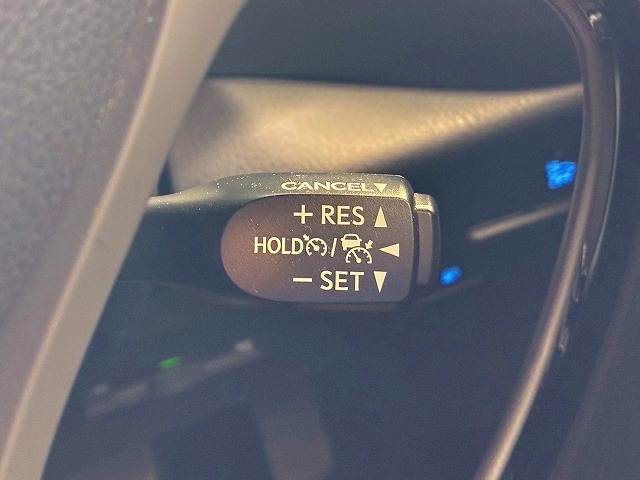 CANCEL▼
+ RES ▲
HOLD / ◀
− SET ▼